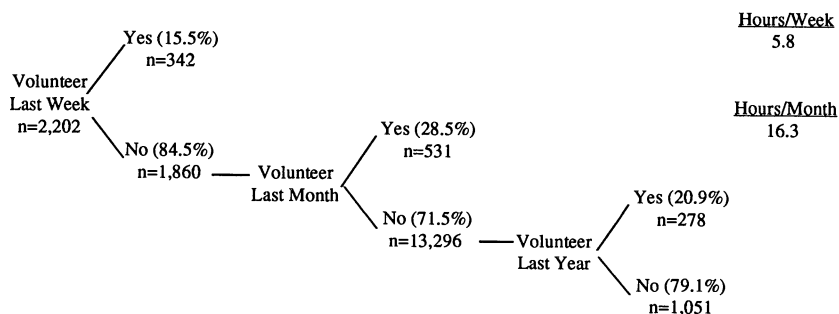 Hours/Week
5.8
Yes (15.5%)
n=342
Volunteer
Last Week
n=2,202
Hours/Month
16.3
Yes (28.5%)
n=531
No (84.5%)
n=1,860
Volunteer
Last Month
Yes (20.9%)
n=278
No (71.5%)
n=13,296
Volunteer
Last Year
No (79.1%)
n=1,051